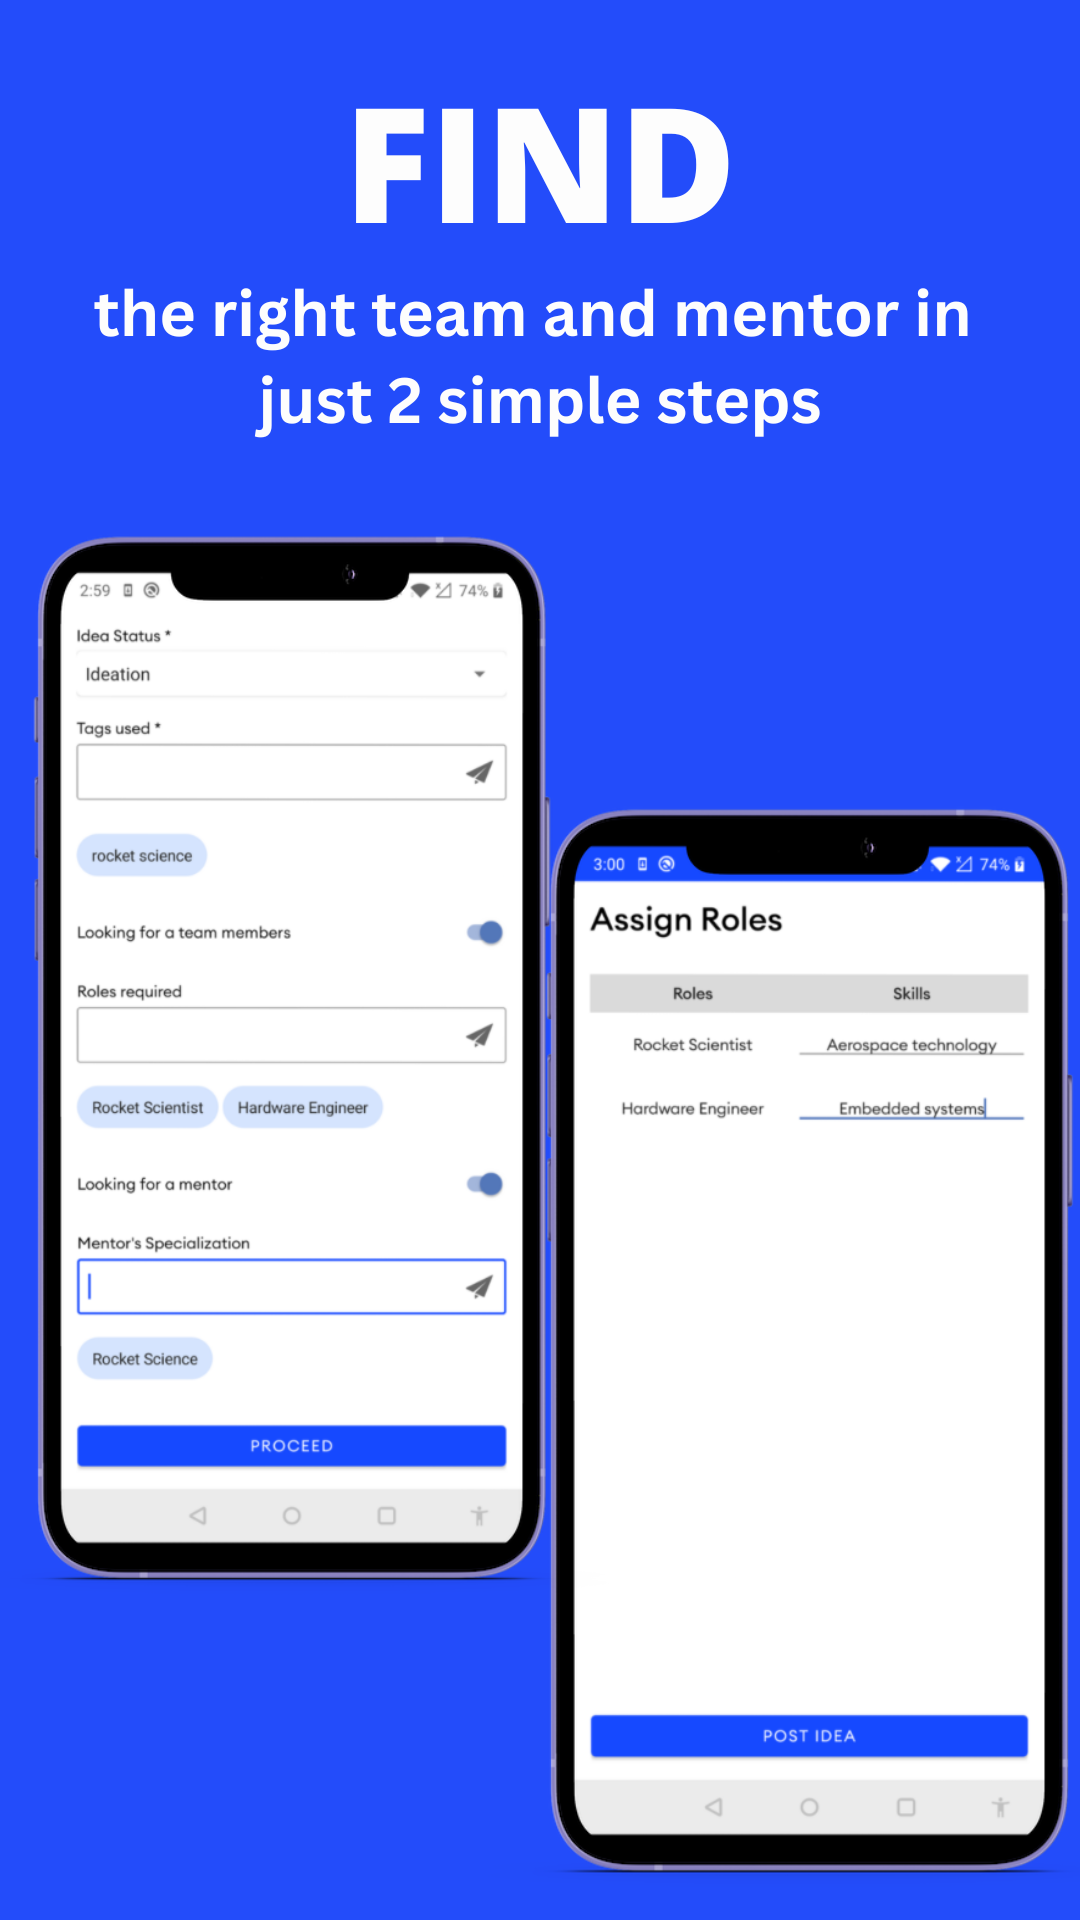 FIND
the right team and mentor in
just 2 simple steps
2:59
74%
Idea Status *
Ideation
Tags used *
rocket science
Looking for a team members
Roles required
Rocket Scientist
Hardware Engineer
Looking for a mentor
Mentor's Specialization
Rocket Science
PROCEED
3:00
74%
Assign Roles
Roles Skills
Rocket Scientist Aerospace technology
Hardware Engineer Embedded systems
POST IDEA